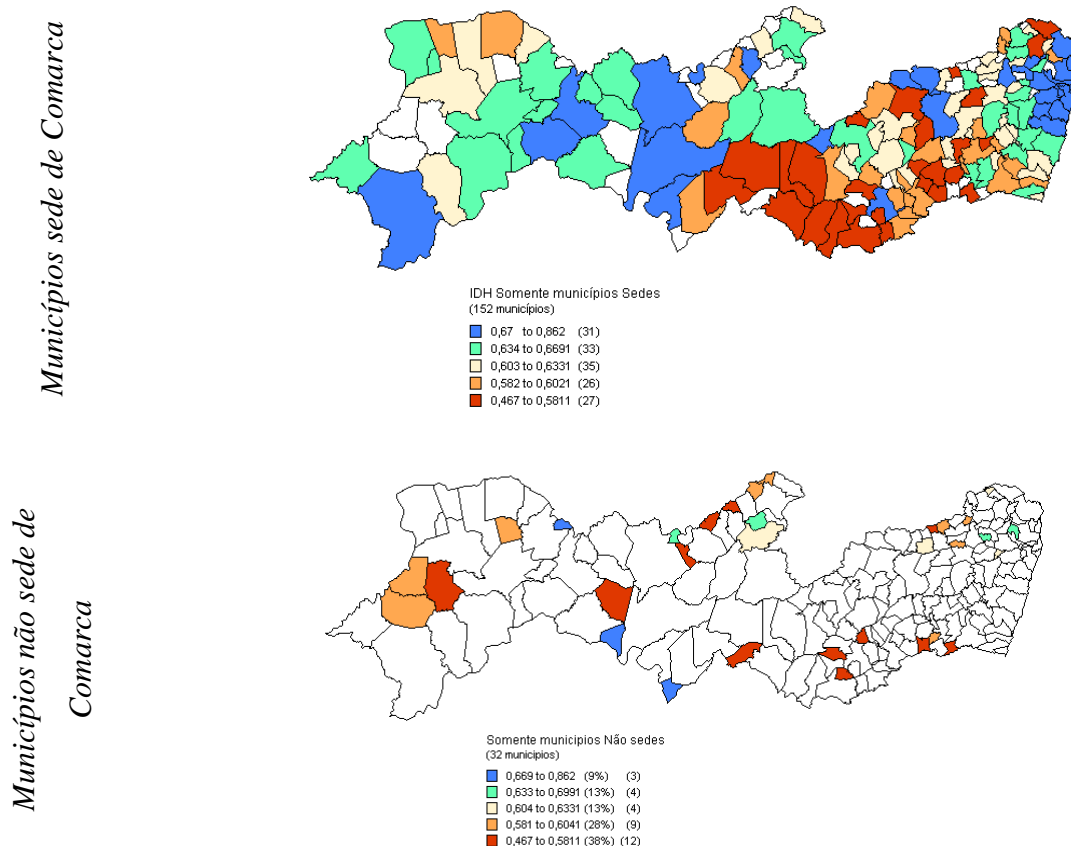 Municípios sede de Comarca
IDH Somente municípios Sedes
(152 municípios)
0,67 to 0,862 (31)
0,634 to 0,6691 (33)
0,603 to 0,6331 (35)
0,582 to 0,6021 (26)
0,467 to 0,5811 (27)
Municípios não sede de
Comarca
Somente municipios Não sedes
(32 municipios)
0,669 to 0,862 (9%) (3)
0,633 to 0,6991 (13%) (4)
0,604 to 0,6331 (13%) (4)
0,581 to 0,6041 (28%) (9)
0,467 to 0,5811 (38%) (12)